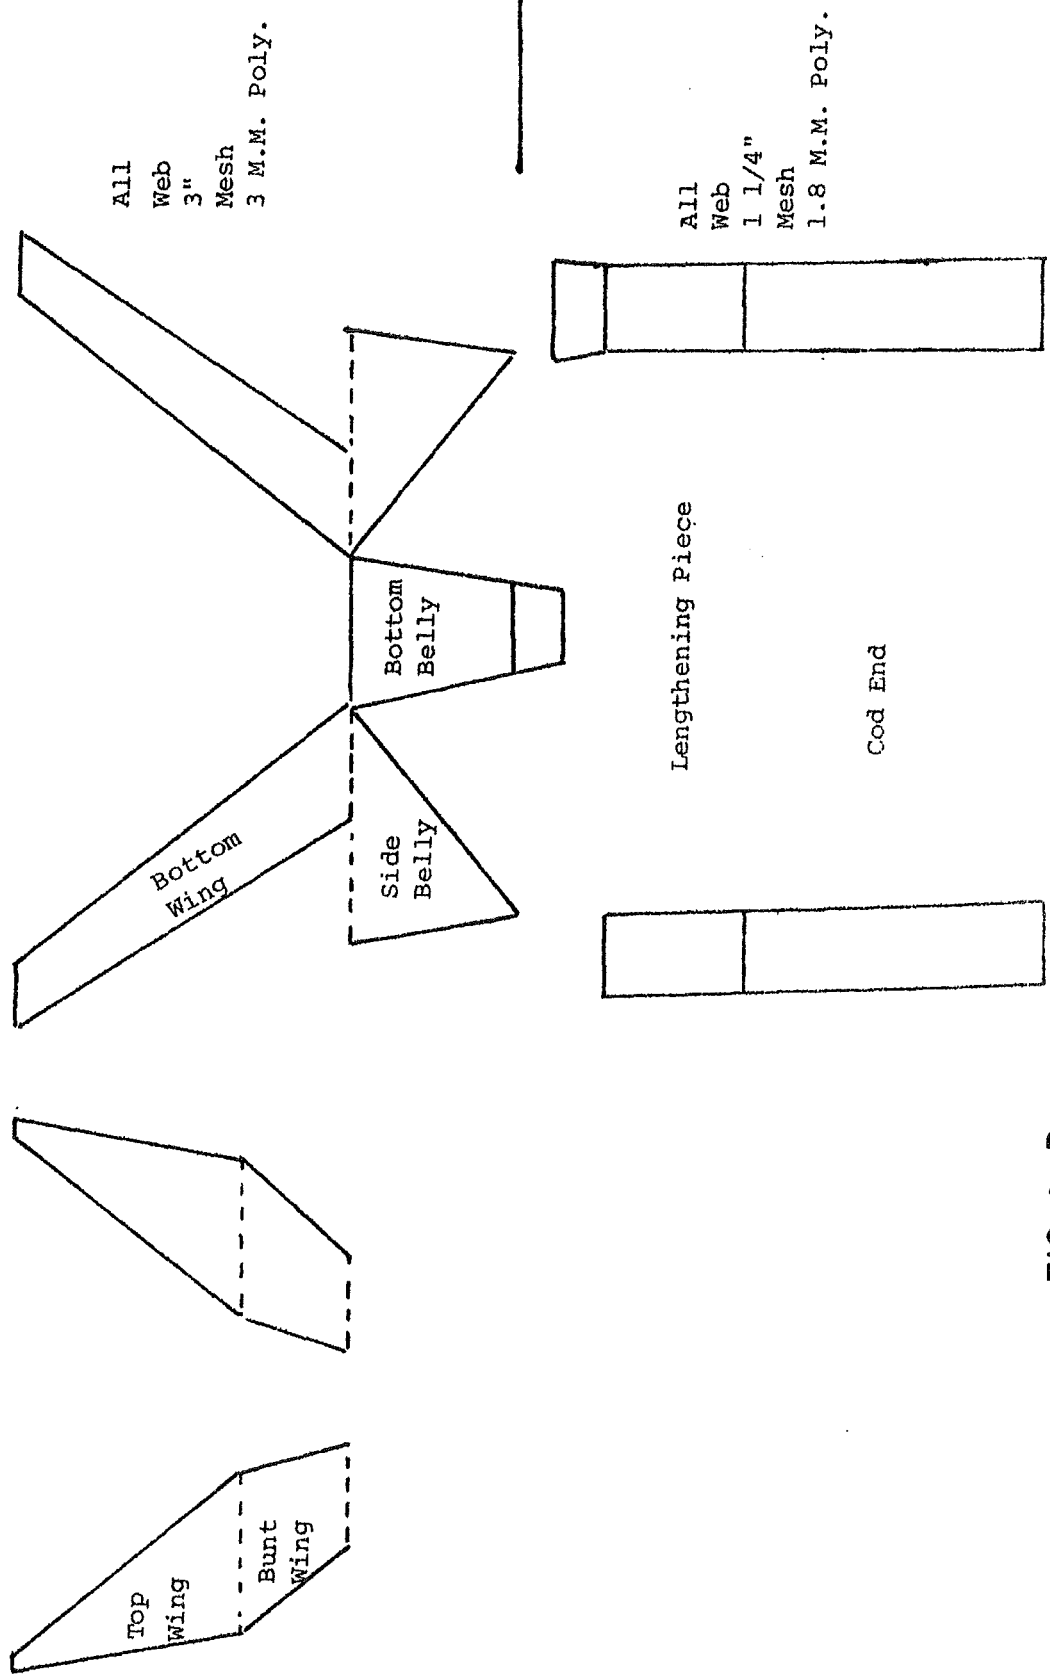 All
Web
3"
Mesh
3 M.M. Poly.
Bottom
Wing
Bottom
Belly
Side
Belly
Top
Wing
Bunt
Wing
All
Web
1 1/4"
Mesh
1.8 M.M. Poly.
Lengthening Piece
Cod End